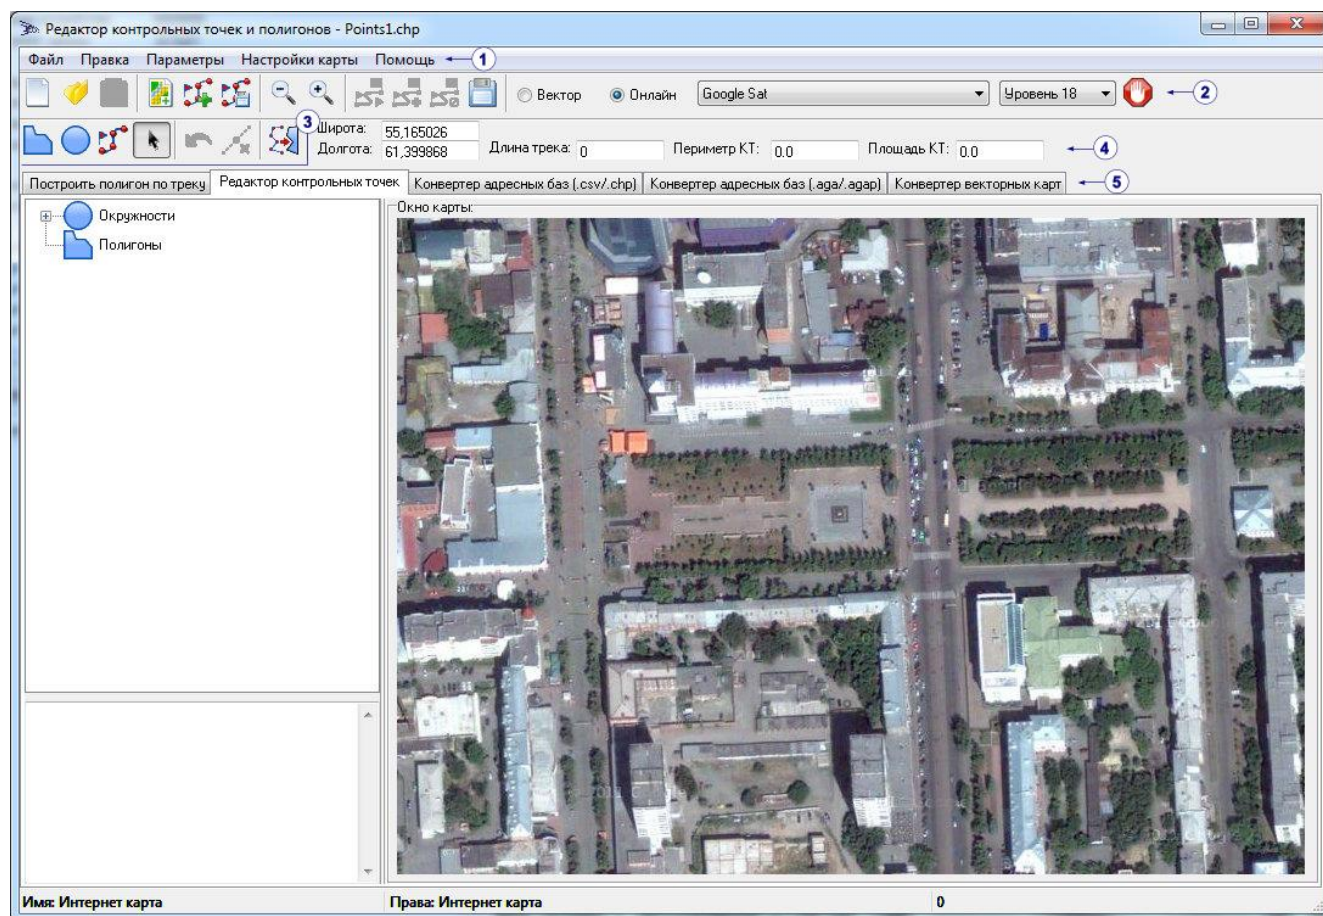 Редактор контрольных точек и полигонов - Points1.chp
Файл Правка Параметры Настройки карты Помощь 1
Вектор Онлайн Google Sat Уровень 18 2
3
Широта: 55,165026
Долгота: 61,399868 Длина трека: 0 Периметр КТ: 0.0 Площадь КТ: 0.0 4
Построить полигон по треку Редактор контрольных точек Конвертер адресных баз (.csv/.chp) Конвертер адресных баз (.aga/.agap) Конвертер векторных карт 5
Окружности
Полигоны
Окно карты:
Имя: Интернет карта Права: Интернет карта 0